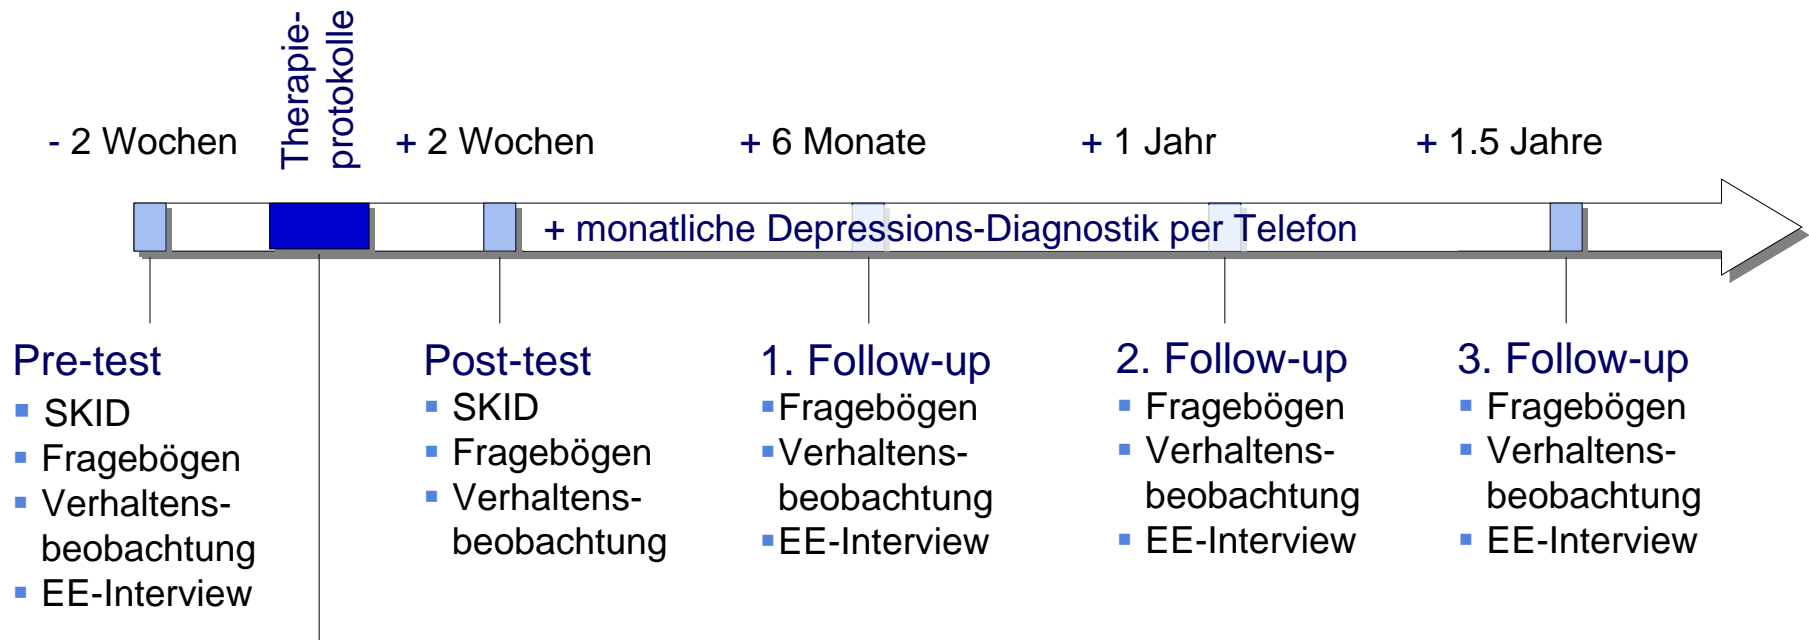 Therapie-
protokolle
- 2 Wochen
+ 2 Wochen
+ 6 Monate
+ 1 Jahr
+ 1.5 Jahre
+ monatliche Depressions-Diagnostik per Telefon
Pre-test
▪ SKID
▪ Fragebögen
▪ Verhaltens-
beobachtung
▪ EE-Interview
Post-test
▪ SKID
▪ Fragebögen
▪ Verhaltens-
beobachtung
1. Follow-up
▪Fragebögen
▪Verhaltens-
beobachtung
▪EE-Interview
2. Follow-up
▪ Fragebögen
▪ Verhaltens-
beobachtung
▪ EE-Interview
3. Follow-up
▪ Fragebögen
▪ Verhaltens-
beobachtung
▪ EE-Interview